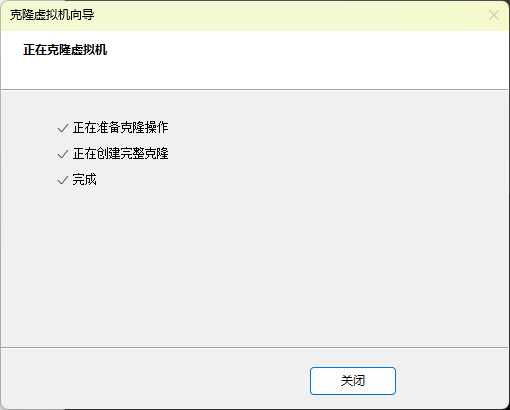 克隆虚拟机向导
正在克隆虚拟机
正在准备克隆操作
正在创建完整克隆
完成
关闭